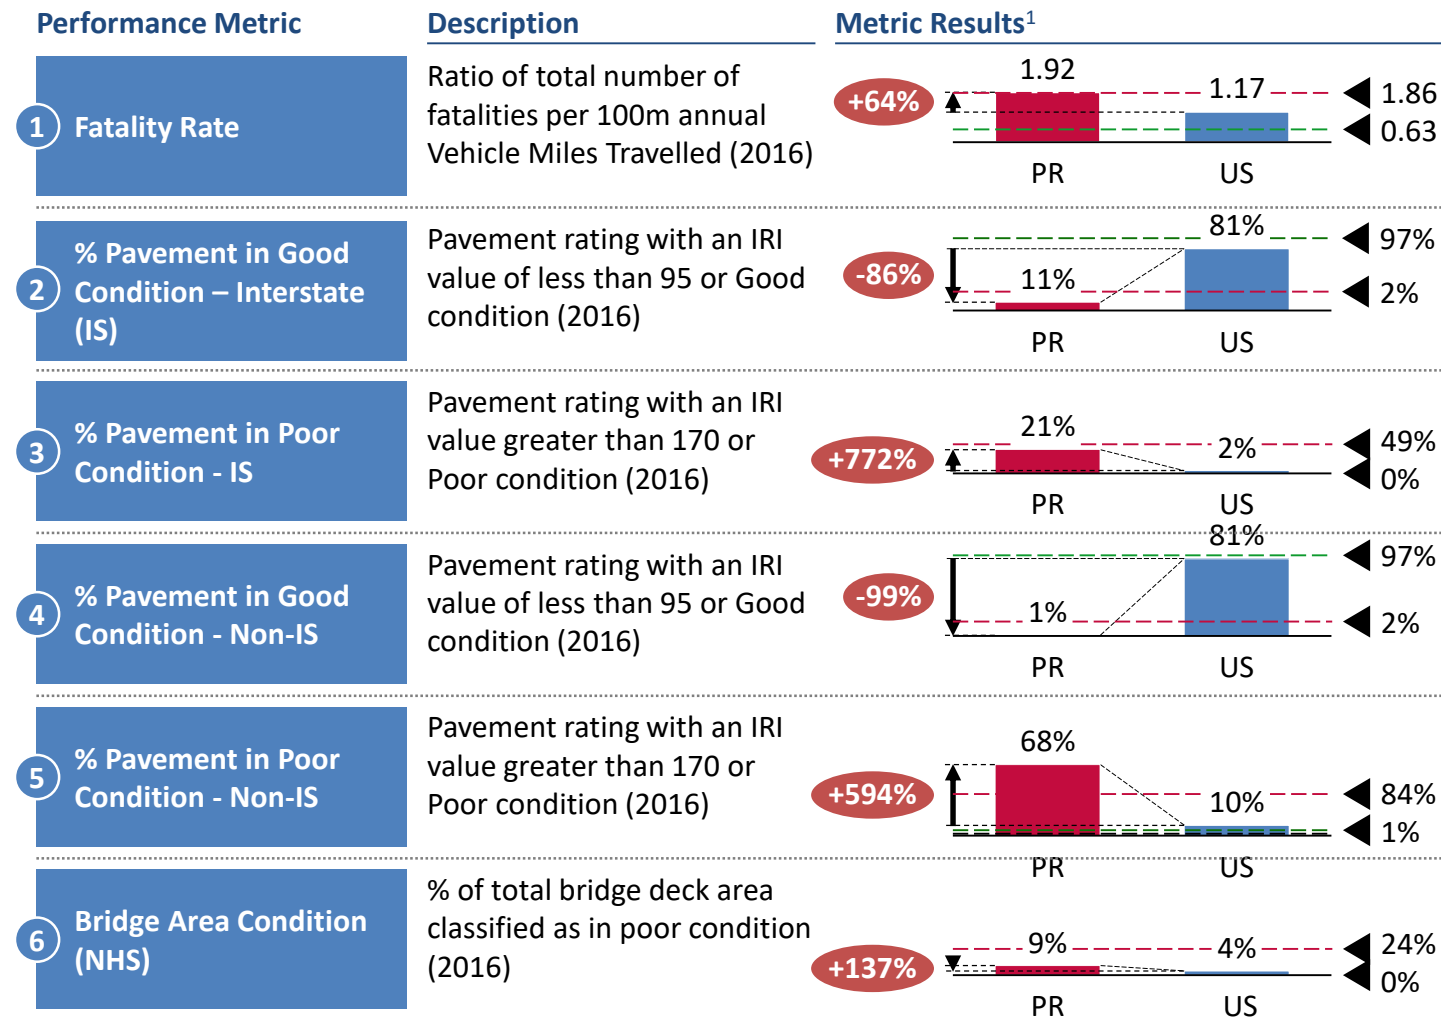 Performance Metric
Description
Metric Results1
1
Fatality Rate
Ratio of total number of
fatalities per 100m annual
Vehicle Miles Travelled (2016)
+64%
1.92
1.17
1.86
0.63
PR
US
2
% Pavement in Good
Condition – Interstate
(IS)
Pavement rating with an IRI
value of less than 95 or Good
condition (2016)
-86%
11%
81%
97%
2%
PR
US
3
% Pavement in Poor
Condition - IS
Pavement rating with an IRI
value greater than 170 or
Poor condition (2016)
+772%
21%
2%
49%
0%
PR
US
4
% Pavement in Good
Condition - Non-IS
Pavement rating with an IRI
value of less than 95 or Good
condition (2016)
-99%
1%
81%
97%
2%
PR
US
5
% Pavement in Poor
Condition - Non-IS
Pavement rating with an IRI
value greater than 170 or
Poor condition (2016)
+594%
68%
10%
84%
1%
PR
US
6
Bridge Area Condition
(NHS)
% of total bridge deck area
classified as in poor condition
(2016)
+137%
9%
4%
24%
0%
PR
US